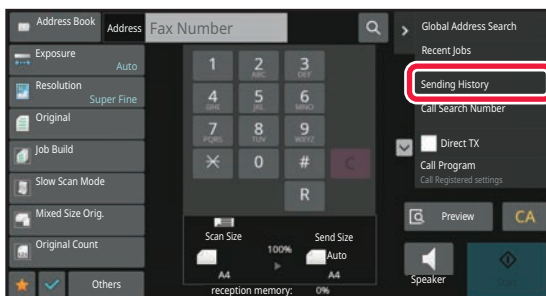 Address Book
Address
Fax Number
Global Address Search
Recent Jobs
Sending History
Call Search Number
Direct TX
Call Program
Call Registered settings
Exposure
Auto
Resolution
Super Fine
Original
Job Build
Slow Scan Mode
Mixed Size Orig.
Original Count
Others
1
2
ABC
3
DEF
4
GHI
5
JKL
6
MNO
7
PQRS
8
TUV
9
WXYZ
0
#
C
R
Scan Size
100%
Send Size
Auto
A4
A4
reception memory: 0%
Preview
CA
Speaker
Start